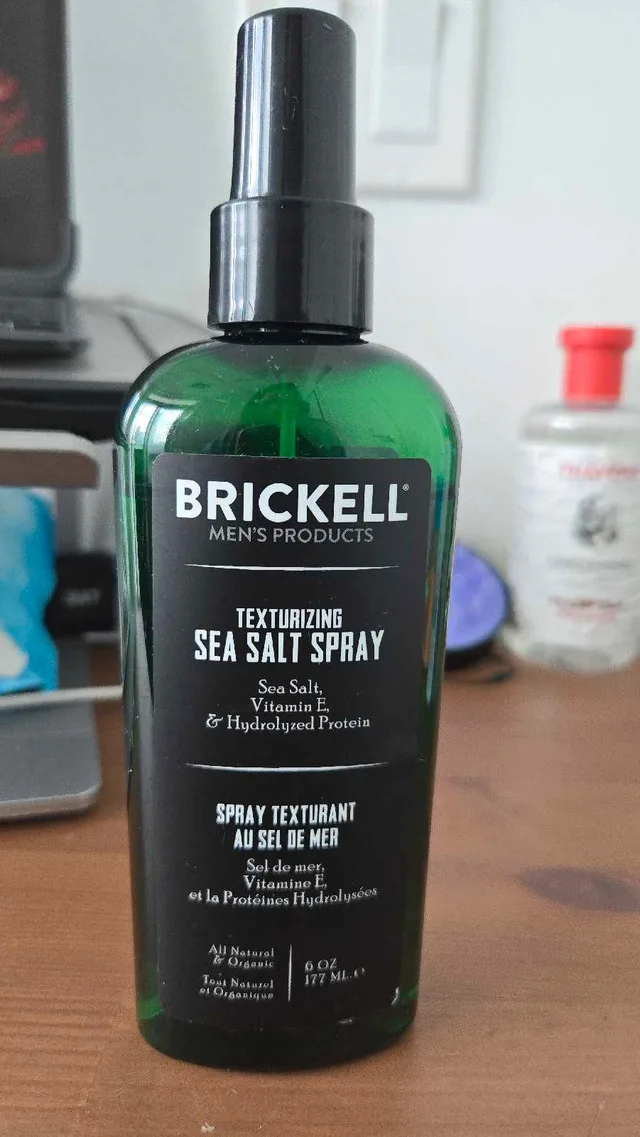 BRICKELL®
MEN'S PRODUCTS
TEXTURIZING
SEA SALT SPRAY
Sea Salt,
Vitamin E,
& Hydrolyzed Protein
SPRAY TEXTURANT
AU SEL DE MER
Sel de mer,
Vitamine E,
et la Protéines Hydrolysées
All Natural
& Organic
Tout Naturel
et Organique
6 OZ
177 ML ℮